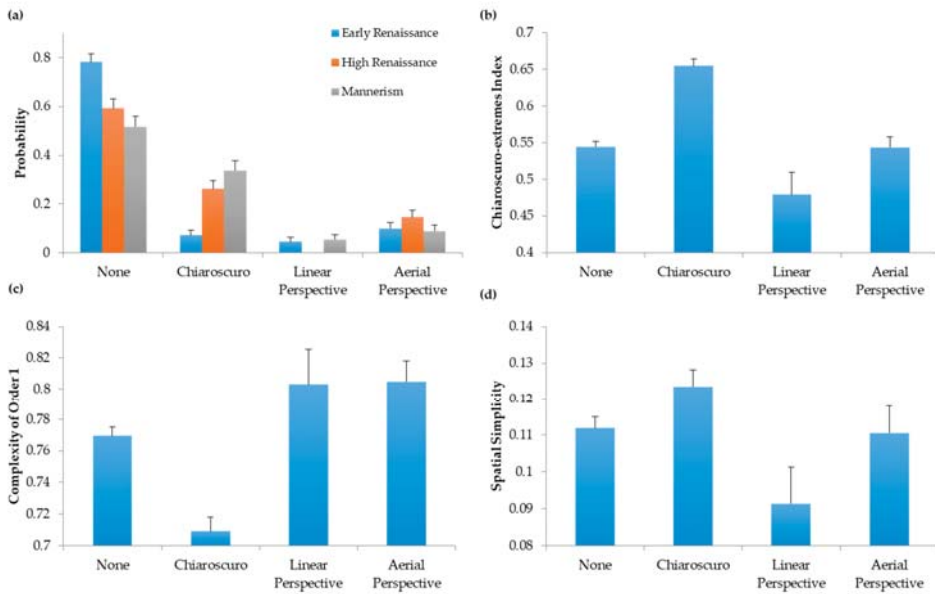 (a)
Early Renaissance
High Renaissance
Mannerism
Probability
0.8
0.6
0.4
0.2
0
None
Chiaroscuro
Linear
Perspective
Aerial
Perspective
(b)
Chiaroscuro-extremes Index
0.7
0.65
0.6
0.55
0.5
0.45
0.4
None
Chiaroscuro
Linear
Perspective
Aerial
Perspective
(c)
Complexity of Order 1
0.84
0.82
0.8
0.78
0.76
0.74
0.72
0.7
None
Chiaroscuro
Linear
Perspective
Aerial
Perspective
(d)
Spatial Simplicity
0.14
0.13
0.12
0.11
0.1
0.09
0.08
None
Chiaroscuro
Linear
Perspective
Aerial
Perspective